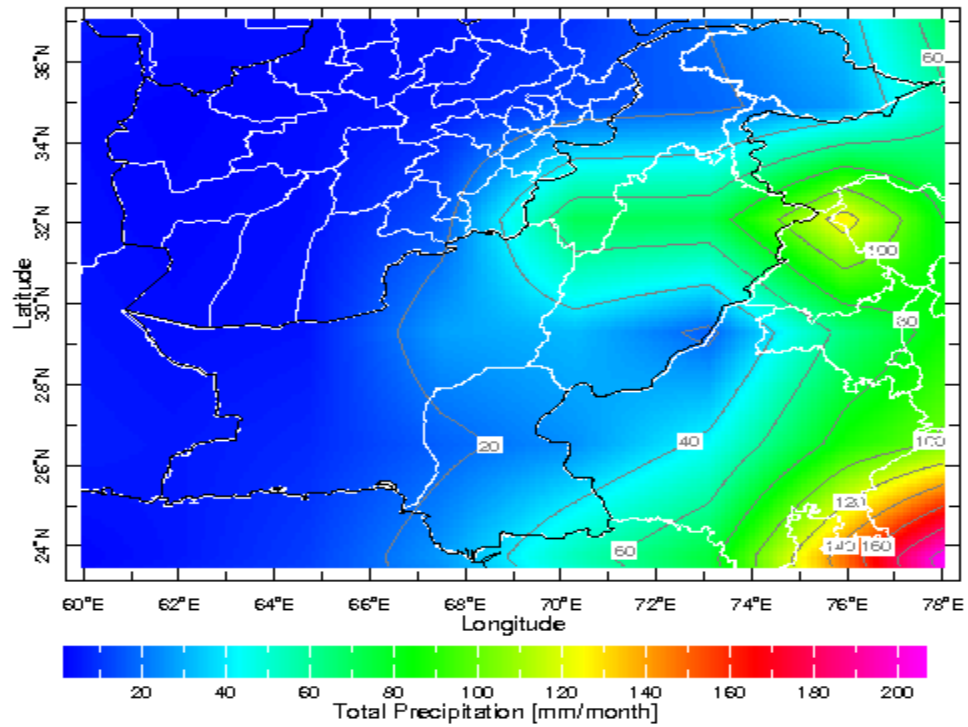 36°N
34°N
32°N
30°N
28°N
26°N
24°N
Latitude
60
100
80
20
40
100
120
60
140
160
60°E 62°E 64°E 66°E 68°E 70°E 72°E 74°E 76°E 78°E
Longitude
20 40 60 80 100 120 140 160 180 200
Total Precipitation [mm/month]